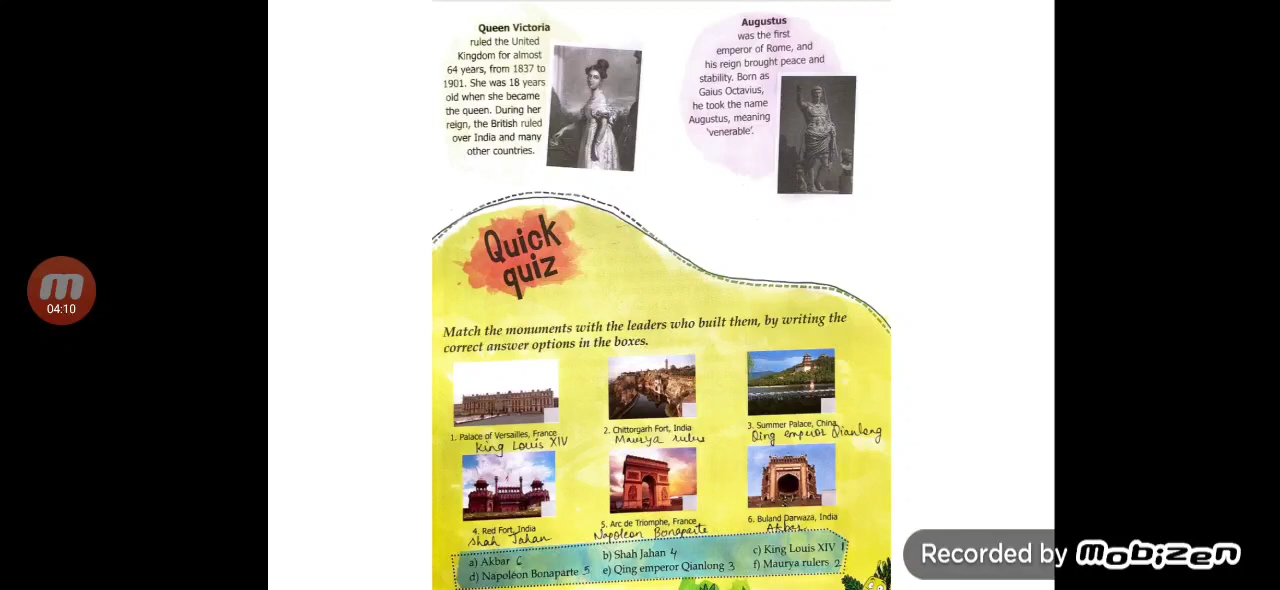 Queen Victoria
ruled the United
Kingdom for almost
64 years, from 1837 to
1901. She was 18 years
old when she became
the queen. During her
reign, the British ruled
over India and many
other countries.
Augustus
was the first
emperor of Rome, and
his reign brought peace and
stability. Born as
Gaius Octavius,
he took the name
Augustus, meaning
'venerable'.
Quick
quiz
04:10
Match the monuments with the leaders who built them, by writing the
correct answer options in the boxes.
1. Palace of Versailles, France
King Louis XIV
2. Chittorgarh Fort, India
Maurya rulers
3. Summer Palace, China
Qing emperor Qianlong
4. Red Fort, India
Shah Jahan
5. Arc de Triomphe, France
Napoleon Bonaparte
6. Buland Darwaza, India
Akbar
a) Akbar 6
b) Shah Jahan 4
c) King Louis XIV 1
d) Napoléon Bonaparte 5
e) Qing emperor Qianlong 3
f) Maurya rulers 2
Recorded by Mobizen